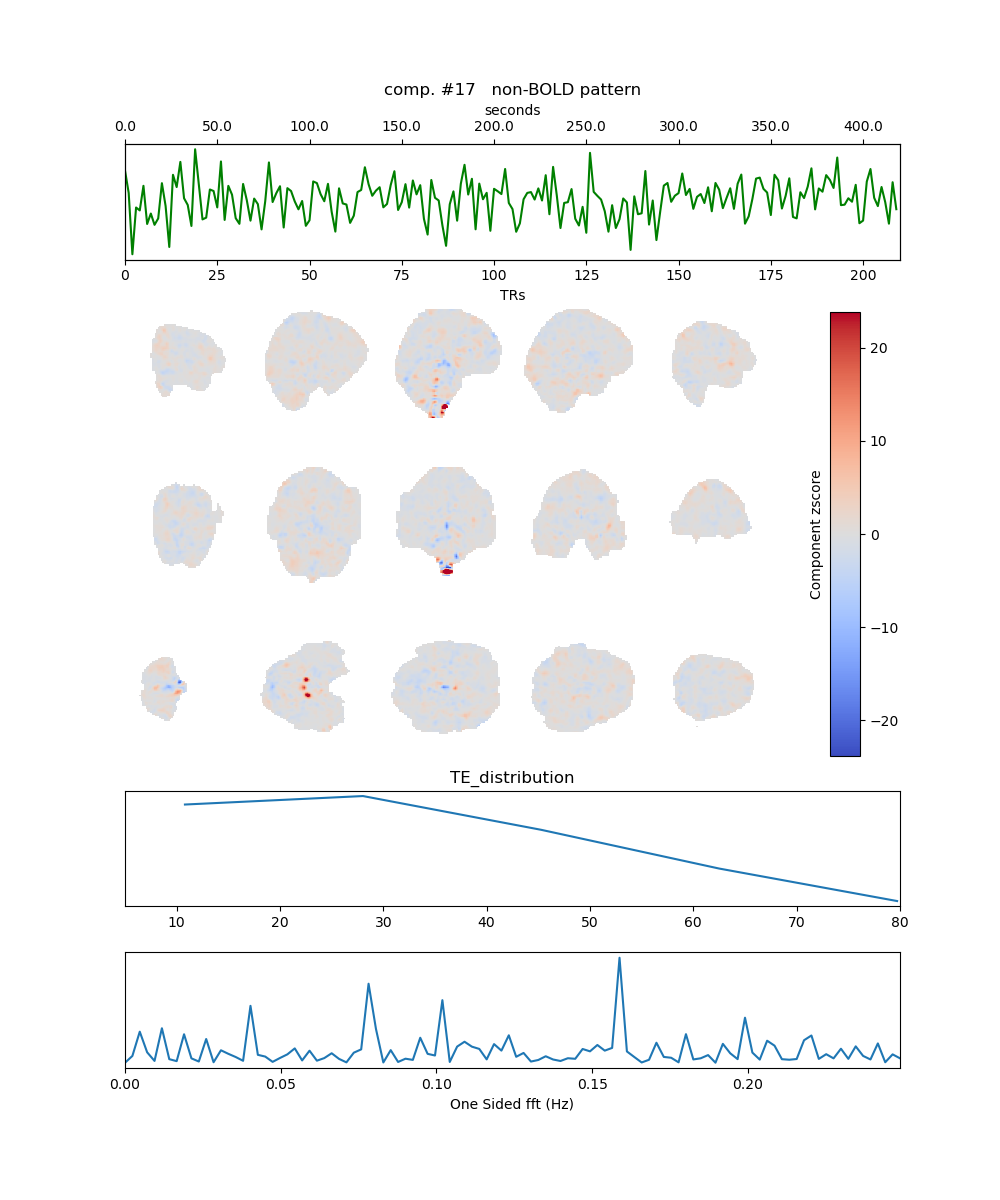 comp. #17   non-BOLD pattern
seconds
0.0 50.0 100.0 150.0 200.0 250.0 300.0 350.0 400.0
0 25 50 75 100 125 150 175 200
TRs
20
10
0
−10
−20
Component zscore
TE_distribution
10 20 30 40 50 60 70 80
0.00 0.05 0.10 0.15 0.20
One Sided fft (Hz)